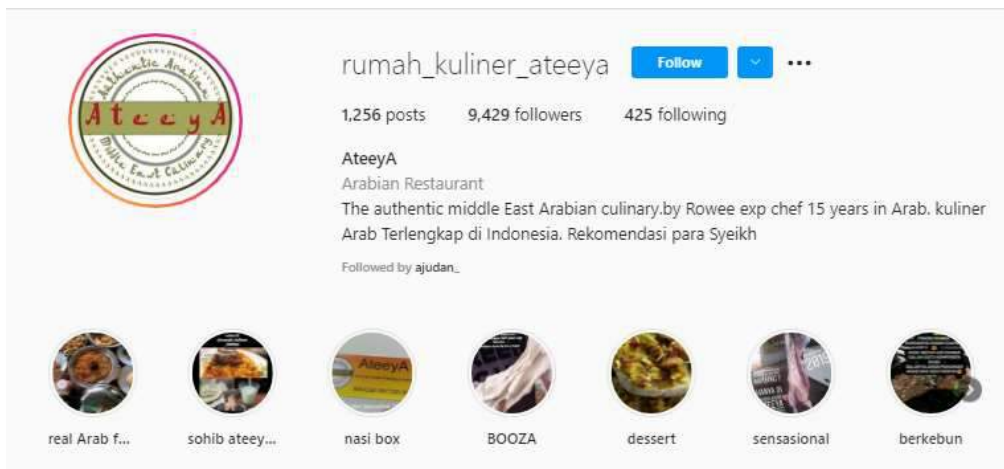 Authentic Arabian
AteeyA
Middle East Culinary
rumah_kuliner_ateeya Follow
1,256 posts 9,429 followers 425 following
AteeyA
Arabian Restaurant
The authentic middle East Arabian culinary.by Rowee exp chef 15 years in Arab. kuliner
Arab Terlengkap di Indonesia. Rekomendasi para Syeikh
Followed by ajudan_
AteeyA
2019
real Arab f... sohib ateey... nasi box BOOZA dessert sensasional berkebun